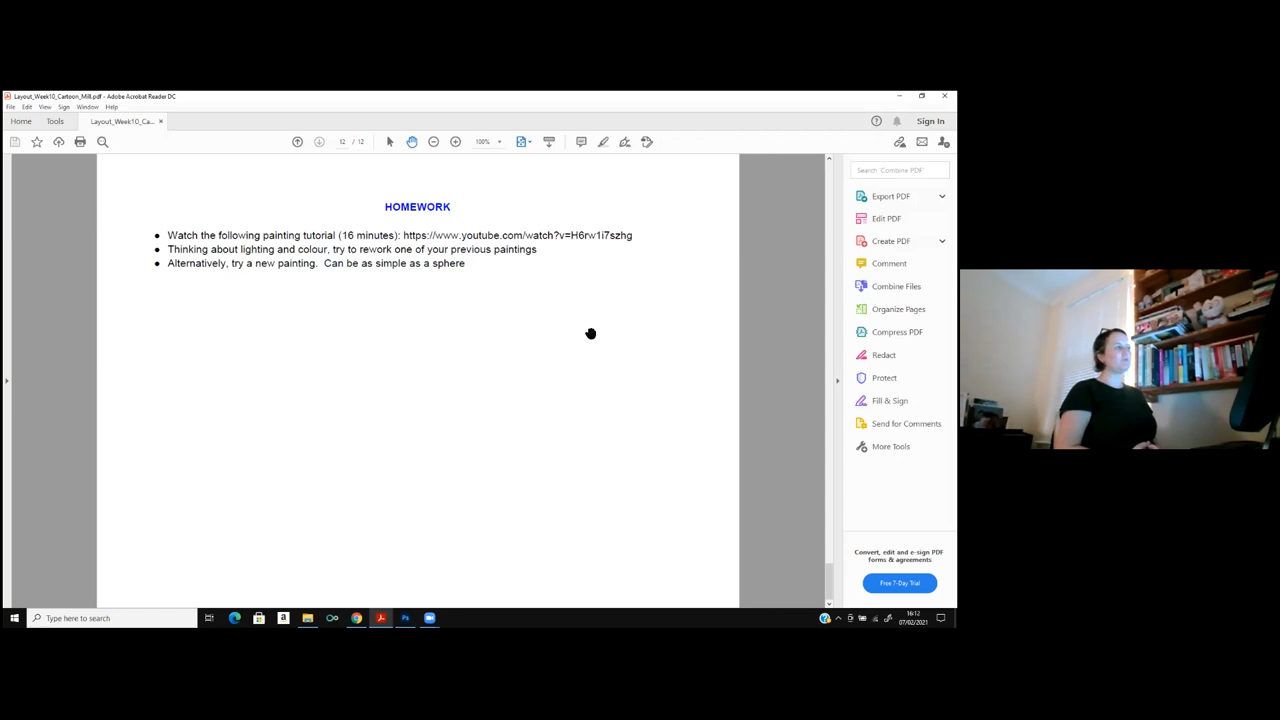 Layout_Week10_Cartoon_Mill.pdf - Adobe Acrobat Reader DC
File Edit View Sign Window Help
Home Tools Layout_Week10_Ca... ×
Sign In
12 / 12 100%
Search 'Combine PDF'
Export PDF
Edit PDF
Create PDF
Comment
Combine Files
Organize Pages
Compress PDF
Redact
Protect
Fill & Sign
Send for Comments
More Tools
Convert, edit and e-sign PDF
forms & agreements
Free 7-Day Trial
HOMEWORK
• Watch the following painting tutorial (16 minutes): https://www.youtube.com/watch?v=H6rw1i7szhg
• Thinking about lighting and colour, try to rework one of your previous paintings
• Alternatively, try a new painting.  Can be as simple as a sphere
Type here to search
16:12
07/02/2021